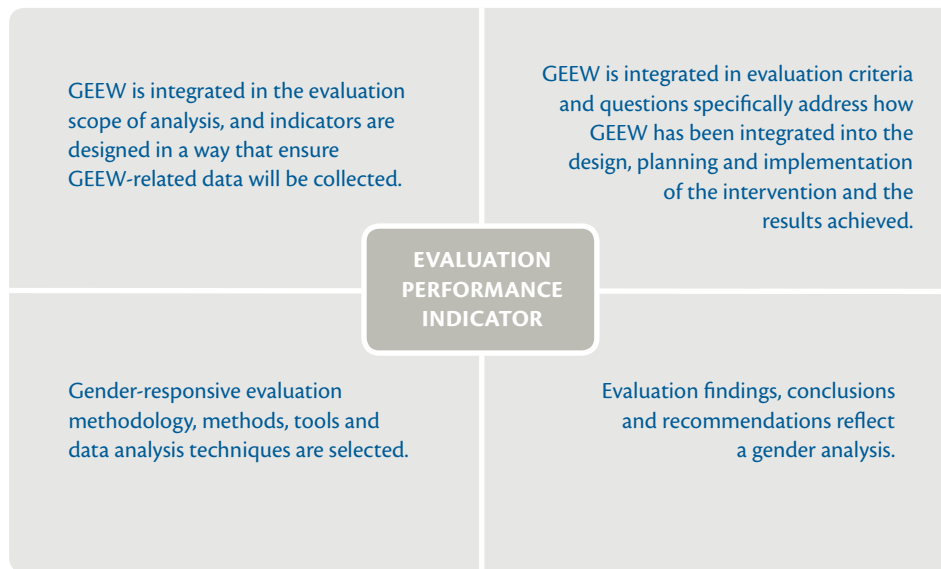 GEEW is integrated in the evaluation
scope of analysis, and indicators are
designed in a way that ensure
GEEW-related data will be collected.
GEEW is integrated in evaluation criteria
and questions specifically address how
GEEW has been integrated into the
design, planning and implementation
of the intervention and the
results achieved.
EVALUATION
PERFORMANCE
INDICATOR
Gender-responsive evaluation
methodology, methods, tools and
data analysis techniques are selected.
Evaluation findings, conclusions
and recommendations reflect
a gender analysis.